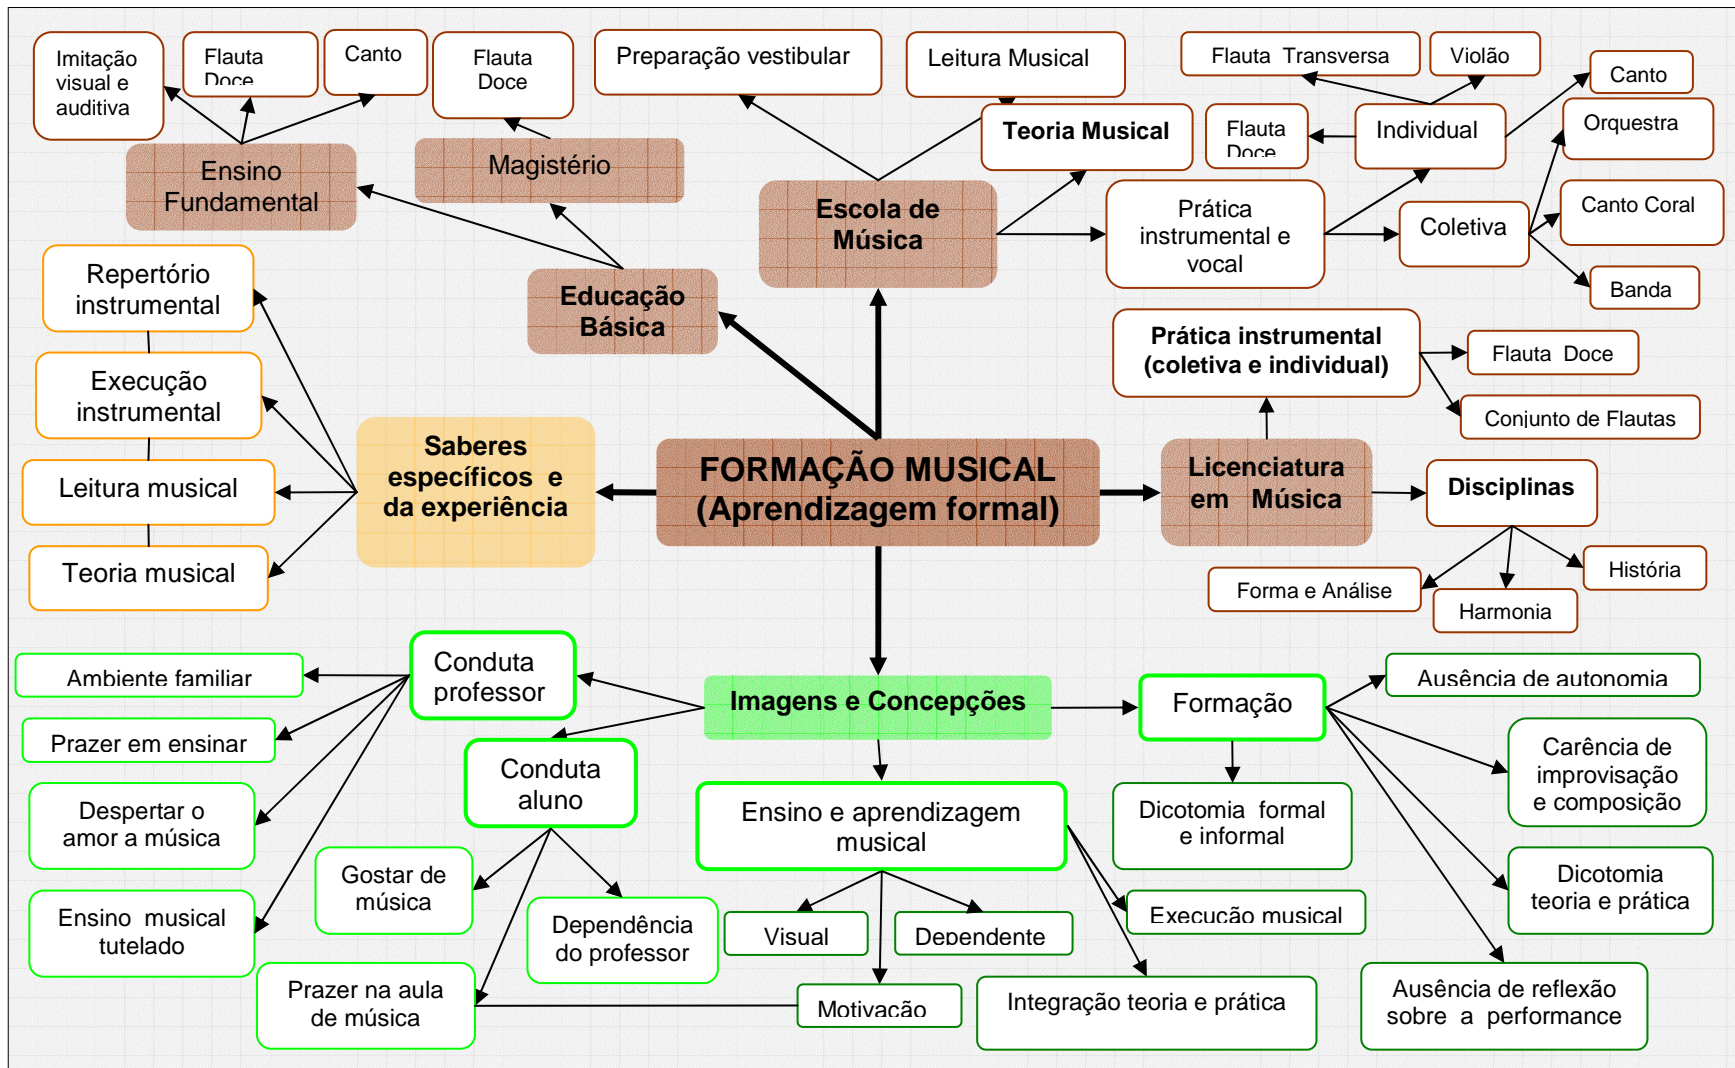 Imitação
visual e
auditiva
Flauta
Doce
Canto
Flauta
Doce
Preparação vestibular
Leitura Musical
Flauta Transversa
Violão
Canto
Teoria Musical
Flauta
Doce
Individual
Orquestra
Ensino
Fundamental
Magistério
Escola de
Música
Prática
instrumental e
vocal
Coletiva
Canto Coral
Banda
Repertório
instrumental
Educação
Básica
Prática instrumental
(coletiva e individual)
Flauta Doce
Execução
instrumental
Conjunto de Flautas
Saberes
específicos e
da experiência
FORMAÇÃO MUSICAL
(Aprendizagem formal)
Licenciatura
em Música
Disciplinas
Leitura musical
Teoria musical
Forma e Análise
Harmonia
História
Ambiente familiar
Conduta
professor
Imagens e Concepções
Formação
Ausência de autonomia
Prazer em ensinar
Conduta
aluno
Carência de
improvisação
e composição
Despertar o
amor a música
Ensino e aprendizagem
musical
Dicotomia formal
e informal
Gostar de
música
Dicotomia
teoria e prática
Ensino musical
tutelado
Dependência
do professor
Visual
Dependente
Execução musical
Prazer na aula
de música
Motivação
Integração teoria e prática
Ausência de reflexão
sobre a performance